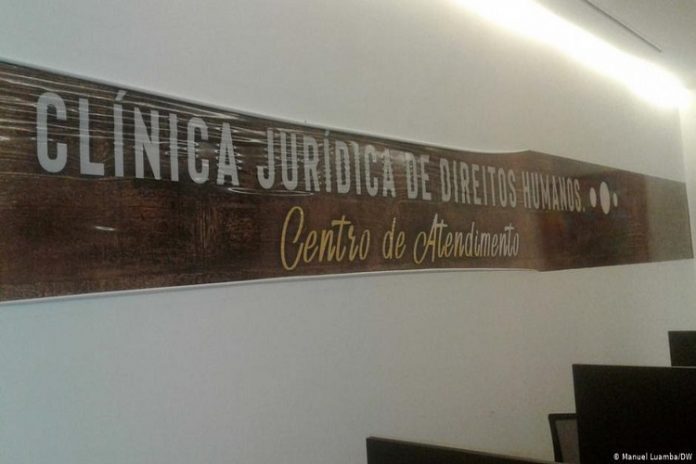 CLÍNICA JURÍDICA DE DIREITOS HUMANOS.
Centro de Atendimento
© Manuel Luamba/DW